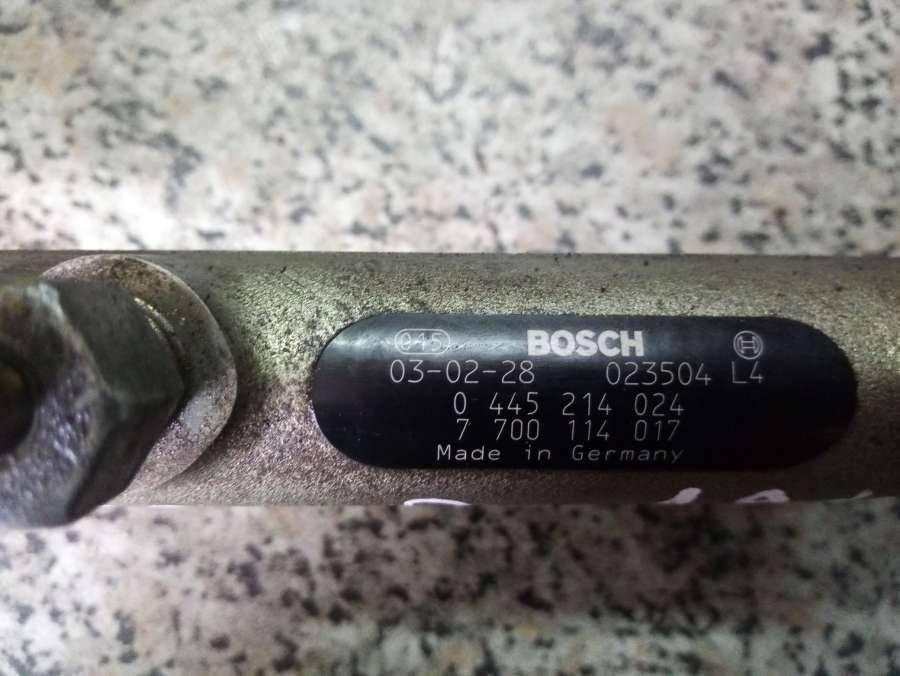 045 BOSCH
03-02-28 023504 L4
0 445 214 024
7 700 114 017
Made in Germany